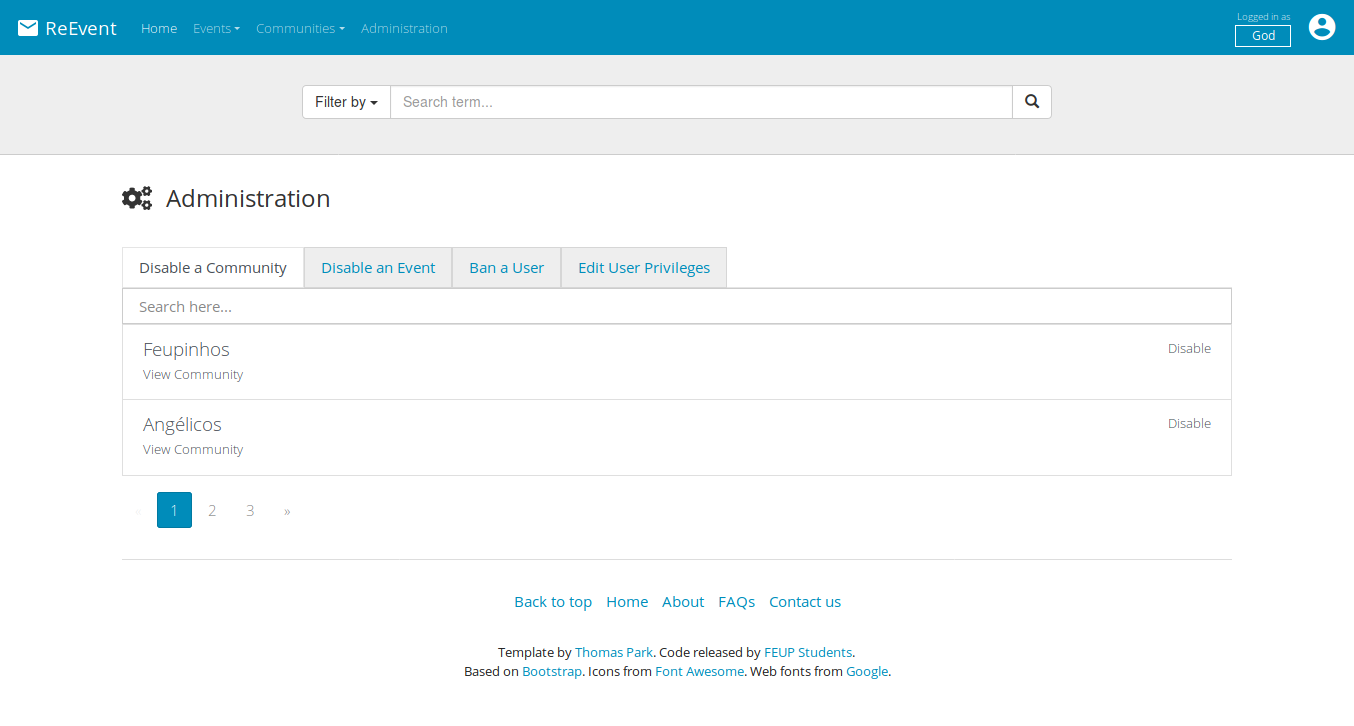 ReEvent Home Events Communities Administration
Logged in as
God
Filter by Search term...
Administration
Disable a Community Disable an Event Ban a User Edit User Privileges
Search here...
Feupinhos Disable
View Community
Angélicos Disable
View Community
« 1 2 3 »
Back to top Home About FAQs Contact us
Template by Thomas Park. Code released by FEUP Students.
Based on Bootstrap. Icons from Font Awesome. Web fonts from Google.